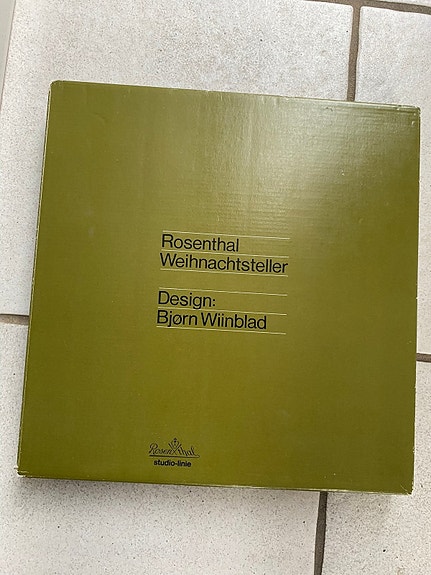 Rosenthal
Weihnachtsteller
Design:
Bjørn Wiinblad
Rosenthal
studio-linie